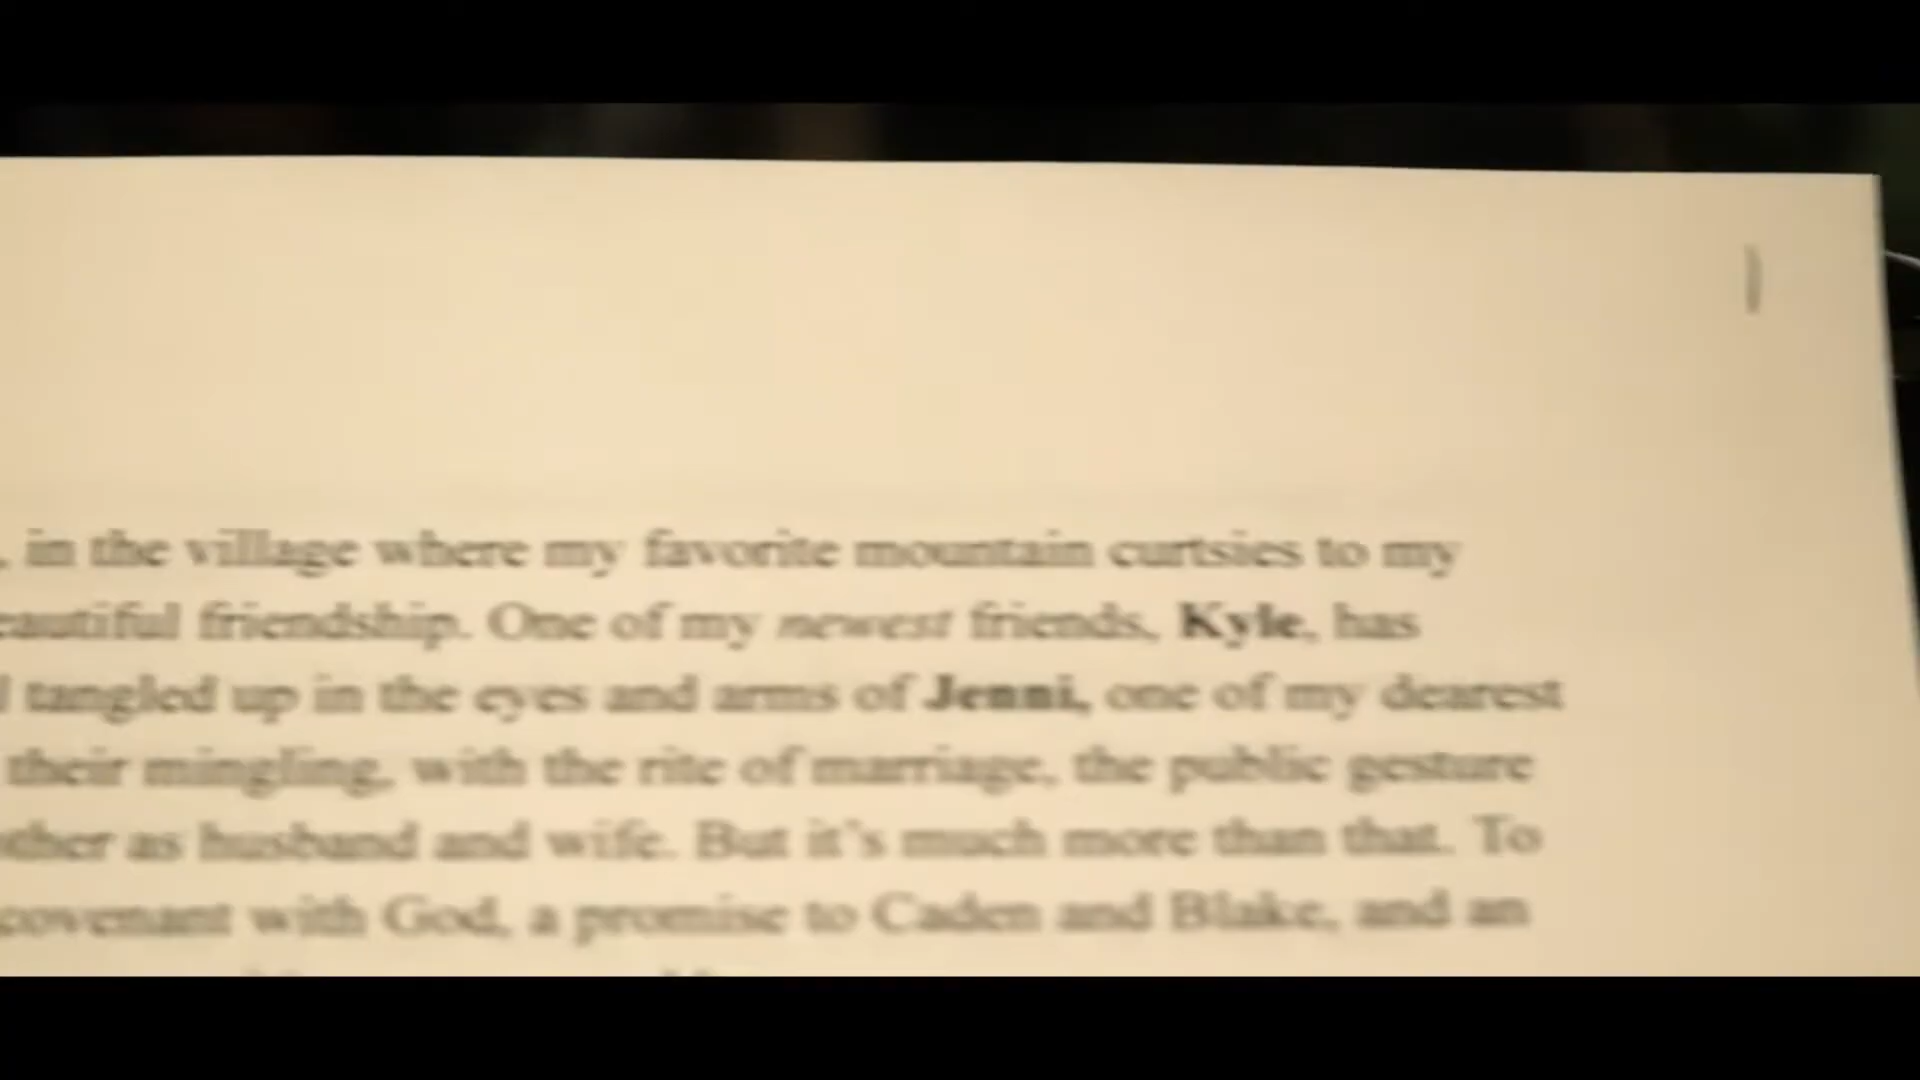 , in the village where my favorite mountain curtsies to my
eautiful friendship. One of my newest friends, Kyle, has
l tangled up in the eyes and arms of Jenni, one of my dearest
their mingling, with the rite of marriage, the public gesture
other as husband and wife. But it's much more than that. To
covenant with God, a promise to Caden and Blake, and an